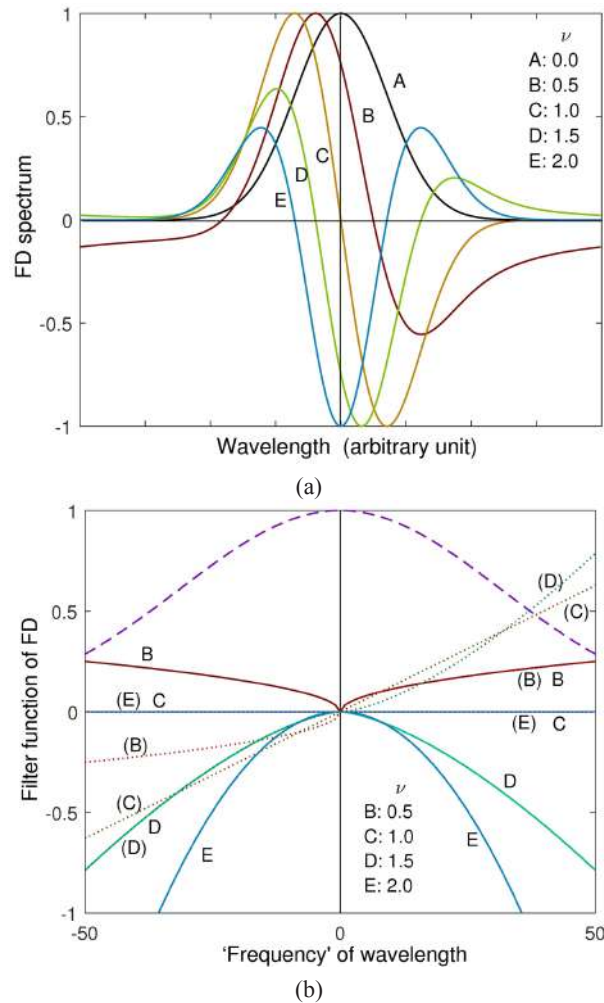 1
0.5
0
-0.5
-1
FD spectrum
ν
A: 0.0
B: 0.5
C: 1.0
D: 1.5
E: 2.0
A
B
C
D
E
Wavelength (arbitrary unit)
(a)
1
0.5
0
-0.5
-1
Filter function of FD
(D)
(C)
B
(B) B
(E) C
(E) C
(B)
(C)
D
(D)
D
E
E
ν
B: 0.5
C: 1.0
D: 1.5
E: 2.0
-50
0
50
‘Frequency' of wavelength
(b)